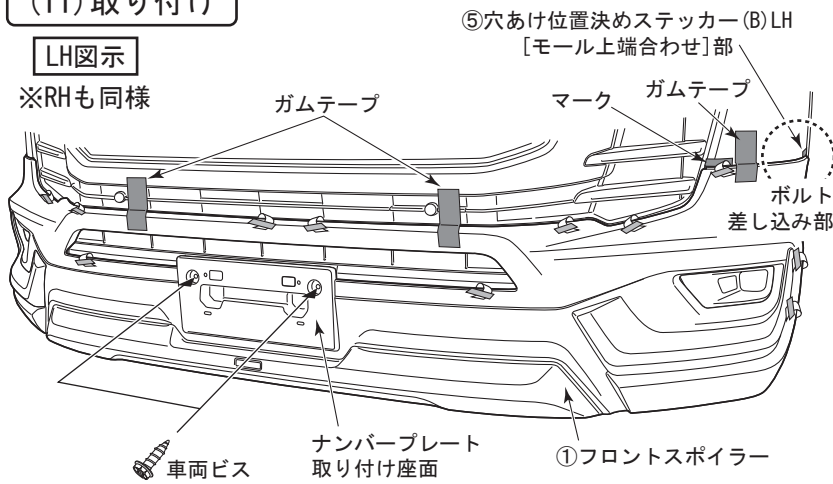 (11)取り付け
LH図示
※RHも同様
⑤穴あけ位置決めステッカー(B)LH
[モール上端合わせ]部
ガムテープ
マーク
ガムテープ
ボルト
差し込み部
車両ビス
ナンバープレート
取り付け座面
①フロントスポイラー